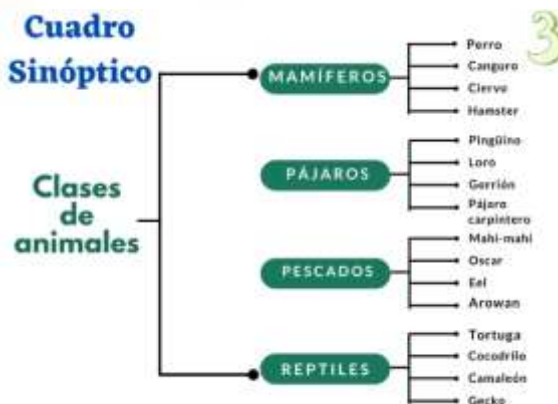 Cuadro
Sinóptico
3
Clases
de
animales
MAMÍFEROS
Perro
Canguro
Ciervo
Hamster
PÁJAROS
Pingüino
Loro
Gorrión
Pájaro
carpintero
PESCADOS
Mahi-mahi
Oscar
Eel
Arowan
REPTILES
Tortuga
Cocodrilo
Camaleón
Gecko